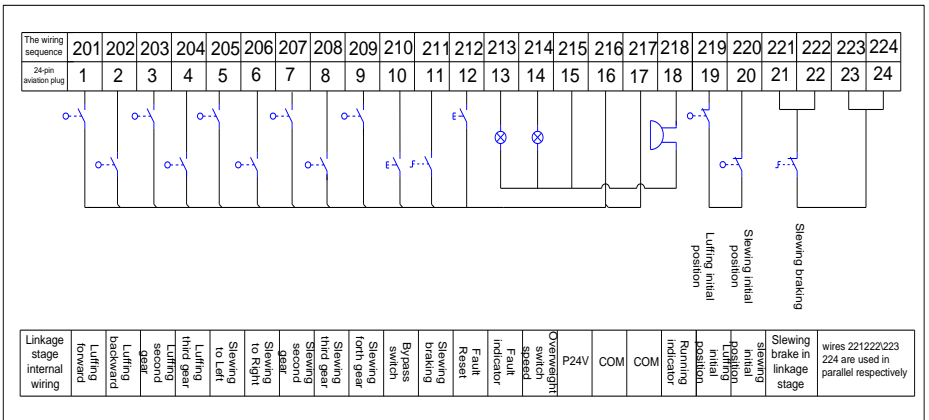 The wiring sequence 201 202 203 204 205 206 207 208 209 210 211 212 213 214 215 216 217 218 219 220 221 222 223 224
24-pin aviation plug 1 2 3 4 5 6 7 8 9 10 11 12 13 14 15 16 17 18 19 20 21 22 23 24
Luffing initial
position
Slewing initial
position
Slewing braking
Linkage
stage
internal
wiring
Luffing
forward
Luffing
backward
Luffing
second
gear
Luffing
third gear
Slewing
to Left
Slewing
to Right
Slewing
second
gear
Slewing
third gear
Slewing
forth gear
Bypass
switch
Slewing
braking
Fault
Reset
Fault
indicator
Overweight
switch
speed
P24V
COM
COM
Running
indicator
Luffing
initial
position
slewing
initial
position
Slewing
brake in
linkage
stage
wires 221222\223
224 are used in
parallel respectively